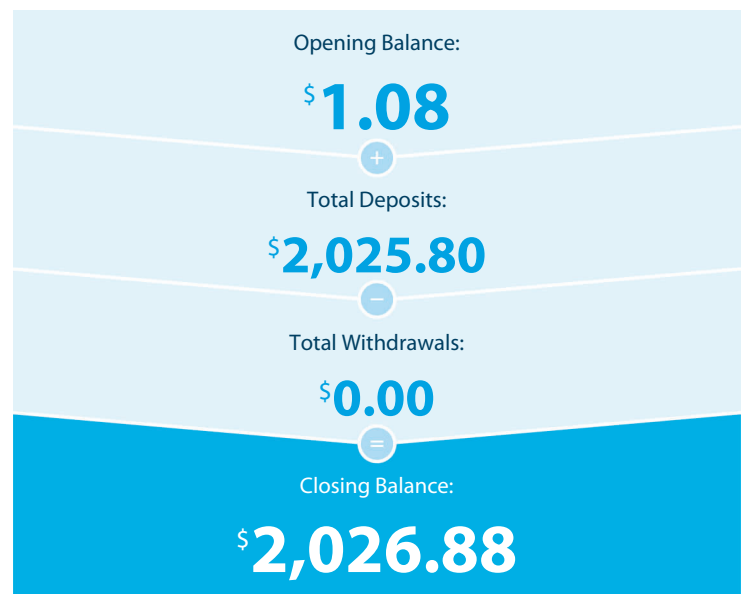 Opening Balance:
$1.08
+
Total Deposits:
$2,025.80
−
Total Withdrawals:
$0.00
=
Closing Balance:
$2,026.88